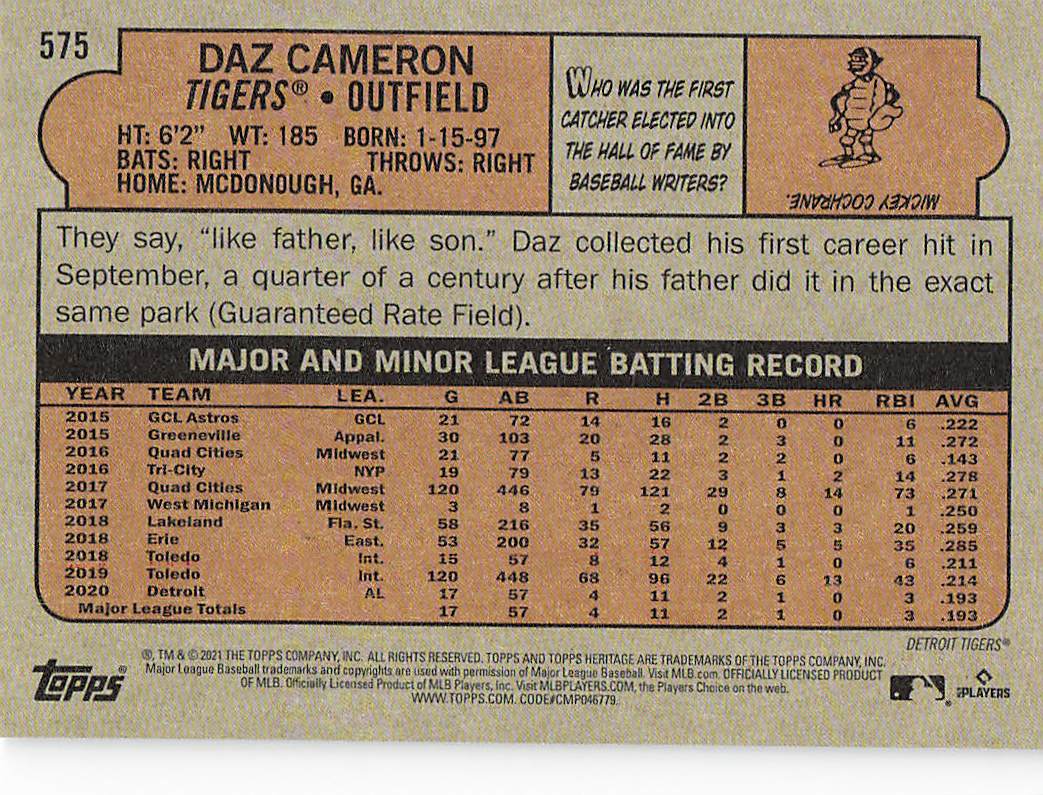 575
DAZ CAMERON
TIGERS® • OUTFIELD
HT: 6'2" WT: 185 BORN: 1-15-97
BATS: RIGHT THROWS: RIGHT
HOME: MCDONOUGH, GA.
WHO WAS THE FIRST
CATCHER ELECTED INTO
THE HALL OF FAME BY
BASEBALL WRITERS?
MICKEY COCHRANE.
They say, “like father, like son.” Daz collected his first career hit in
September, a quarter of a century after his father did it in the exact
same park (Guaranteed Rate Field).
MAJOR AND MINOR LEAGUE BATTING RECORD
YEAR TEAM LEA. G AB R H 2B 3B HR RBI AVG
2015 GCL Astros GCL 21 72 14 16 2 0 0 6 .222
2015 Greeneville Appal. 30 103 20 28 2 3 0 11 .272
2016 Quad Cities Midwest 21 77 5 11 2 2 0 6 .143
2016 Tri-City NYP 19 79 13 22 3 1 2 14 .278
2017 Quad Cities Midwest 120 446 79 121 29 8 14 73 .271
2017 West Michigan Midwest 3 8 1 2 0 0 0 1 .250
2018 Lakeland Fla. St. 58 216 35 56 9 3 3 20 .259
2018 Erie East. 53 200 32 57 12 5 5 35 .285
2018 Toledo Int. 15 57 8 12 4 1 0 6 .211
2019 Toledo Int. 120 448 68 96 22 6 13 43 .214
2020 Detroit AL 17 57 4 11 2 1 0 3 .193
Major League Totals 17 57 4 11 2 1 0 3 .193
DETROIT TIGERS®
®, TM & © 2021 THE TOPPS COMPANY, INC. ALL RIGHTS RESERVED. TOPPS AND TOPPS HERITAGE ARE TRADEMARKS OF THE TOPPS COMPANY, INC.
Major League Baseball trademarks and copyrights are used with permission of Major League Baseball. Visit MLB.com. OFFICIALLY LICENSED PRODUCT
OF MLB. Officially Licensed Product of MLB Players, Inc. Visit MLBPLAYERS.COM, the Players Choice on the web.
WWW.TOPPS.COM. CODE#CMP046779.
Topps®
®
PLAYERS